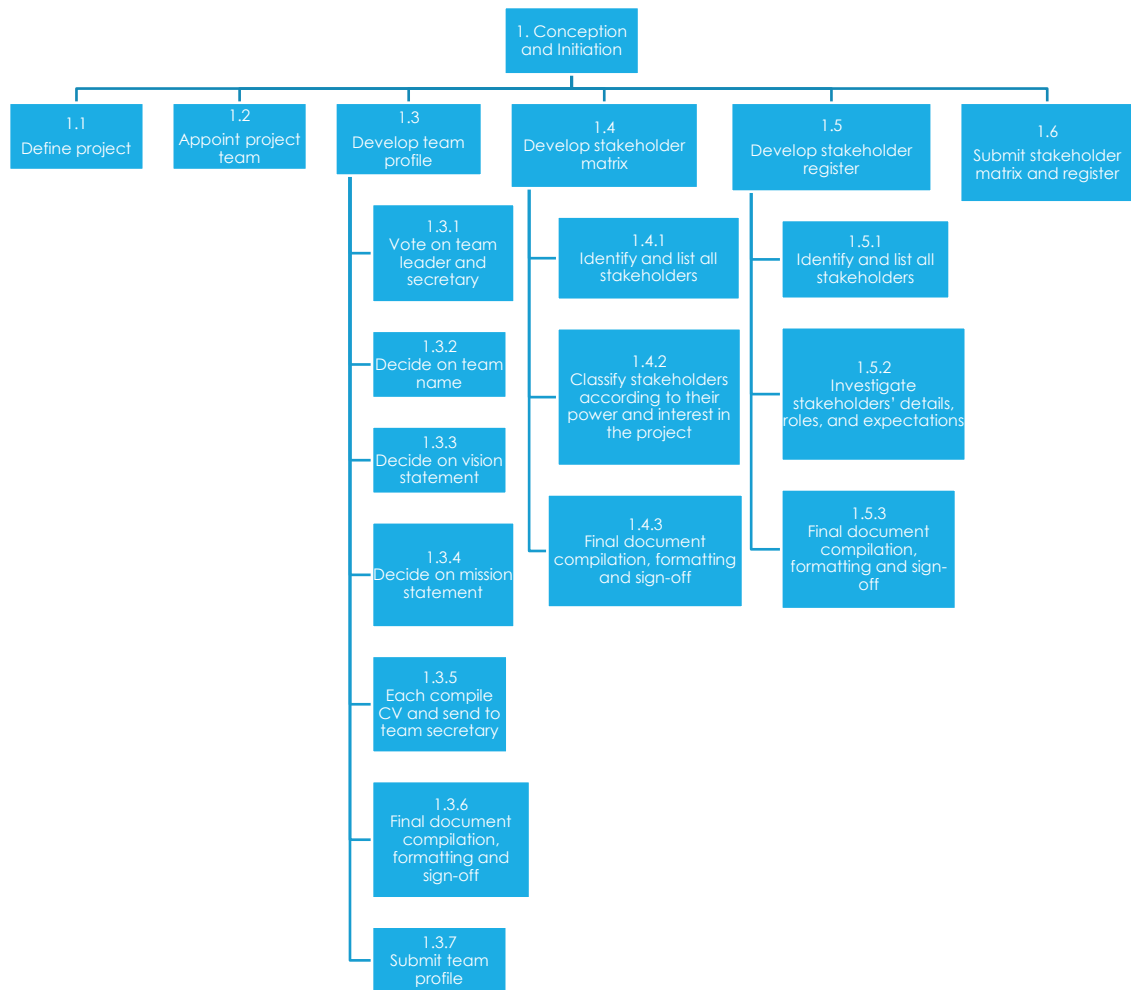 1. Conception
and Initiation
1.1
Define project
1.2
Appoint project
team
1.3
Develop team
profile
1.4
Develop stakeholder
matrix
1.5
Develop stakeholder
register
1.6
Submit stakeholder
matrix and register
1.3.1
Vote on team
leader and
secretary
1.3.2
Decide on team
name
1.3.3
Decide on vision
statement
1.3.4
Decide on mission
statement
1.3.5
Each compile
CV and send to
team secretary
1.3.6
Final document
compilation,
formatting and
sign-off
1.3.7
Submit team
profile
1.4.1
Identify and list all
stakeholders
1.4.2
Classify stakeholders
according to their
power and interest in
the project
1.4.3
Final document
compilation, formatting
and sign-off
1.5.1
Identify and list all
stakeholders
1.5.2
Investigate
stakeholders’ details,
roles, and expectations
1.5.3
Final document
compilation,
formatting and sign-
off